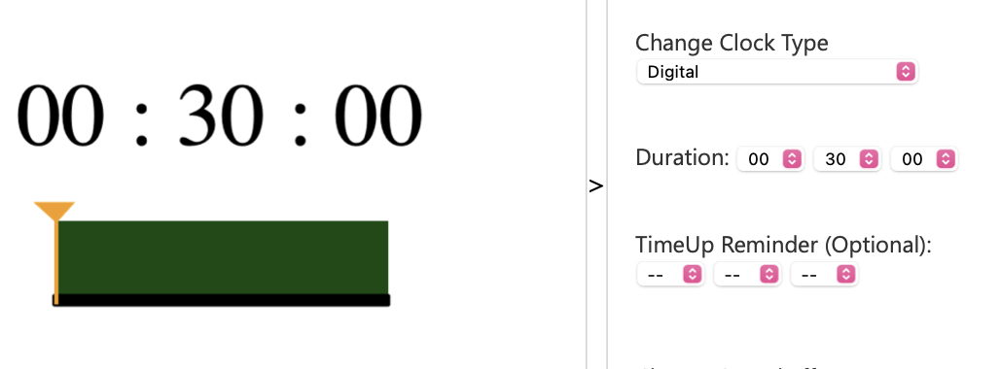 00 : 30 : 00
>
Change Clock Type
Digital
Duration: 00 30 00
TimeUp Reminder (Optional):
-- -- --